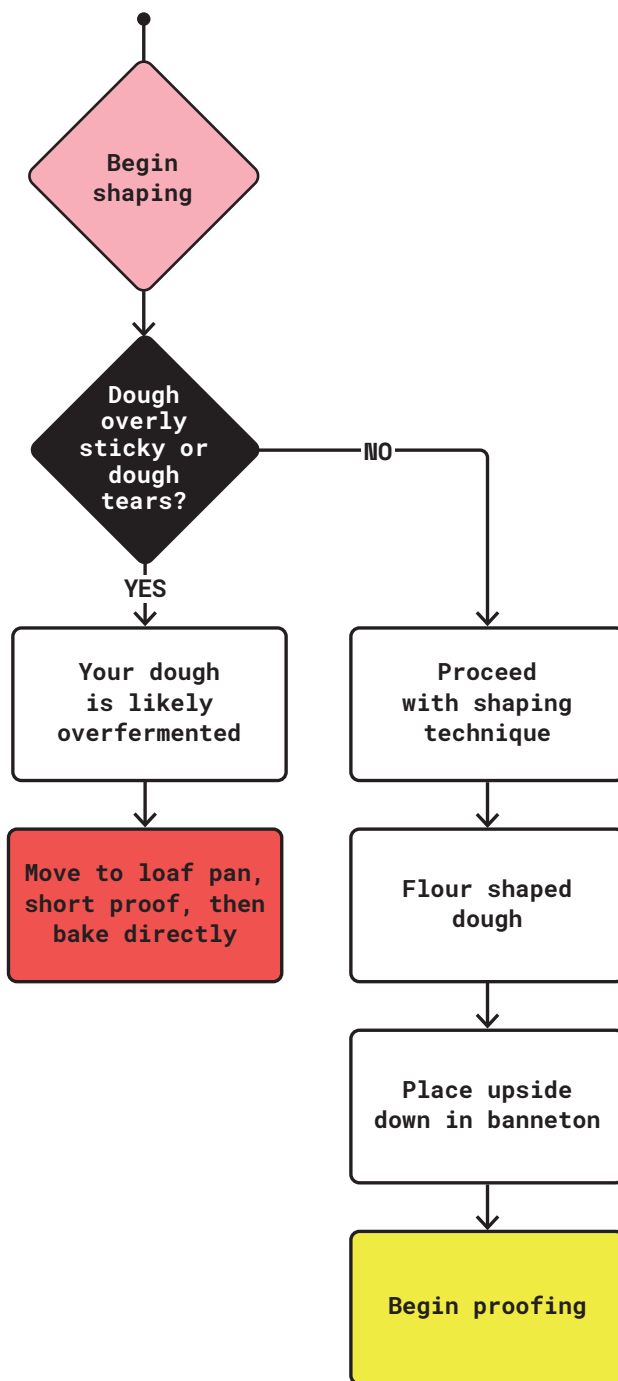 Begin
shaping
Dough
overly
sticky or
dough
tears?
NO
YES
Your dough
is likely
overfermented
Proceed
with shaping
technique
Move to loaf pan,
short proof, then
bake directly
Flour shaped
dough
Place upside
down in banneton
Begin proofing